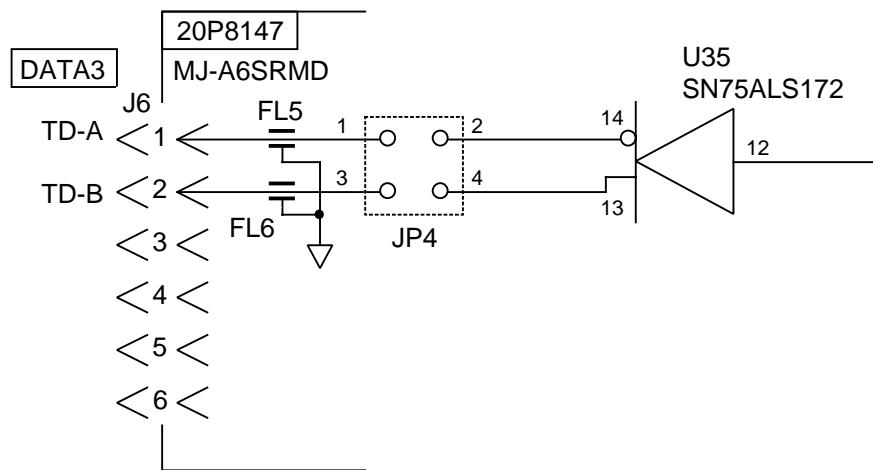 20P8147
DATA3
MJ-A6SRMD
U35
SN75ALS172
J6
FL5
TD-A
1
1
2
14
12
TD-B
2
3
4
13
FL6
JP4
3
4
5
6